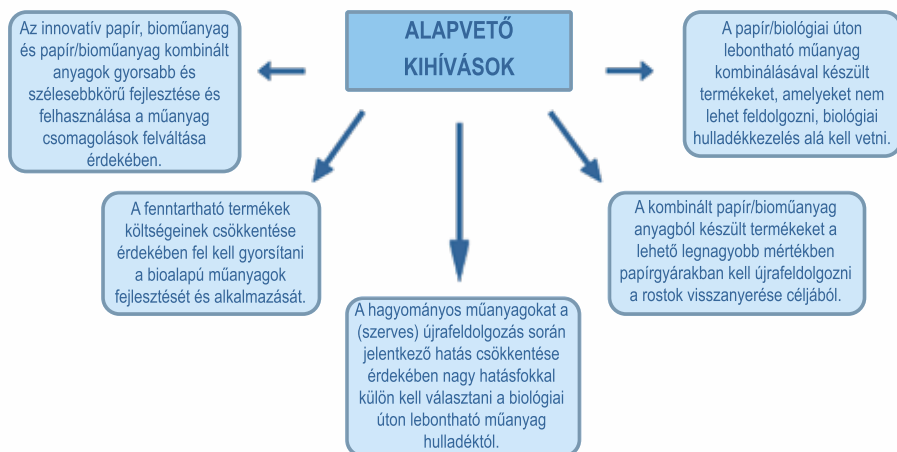 ALAPVETŐ
KIHÍVÁSOK
Az innovatív papír, bioműanyag
és papír/bioműanyag kombinált
anyagok gyorsabb és
szélesebbkörű fejlesztése és
felhasználása a műanyag
csomagolások felváltása
érdekében.
A fenntartható termékek
költségeinek csökkentése
érdekében fel kell gyorsítani
a bioalapú műanyagok
fejlesztését és alkalmazását.
A hagyományos műanyagokat a
(szerves) újrafeldolgozás során
jelentkező hatás csökkentése
érdekében nagy hatásfokkal
külön kell választani a biológiai
úton lebontható műanyag
hulladéktól.
A kombinált papír/bioműanyag
anyagból készült termékeket a
lehető legnagyobb mértékben
papírgyárakban kell újrafeldolgozni
a rostok visszanyerése céljából.
A papír/biológiai úton
lebontható műanyag
kombinálásával készült
termékeket, amelyeket nem
lehet feldolgozni, biológiai
hulladékkezelés alá kell vetni.